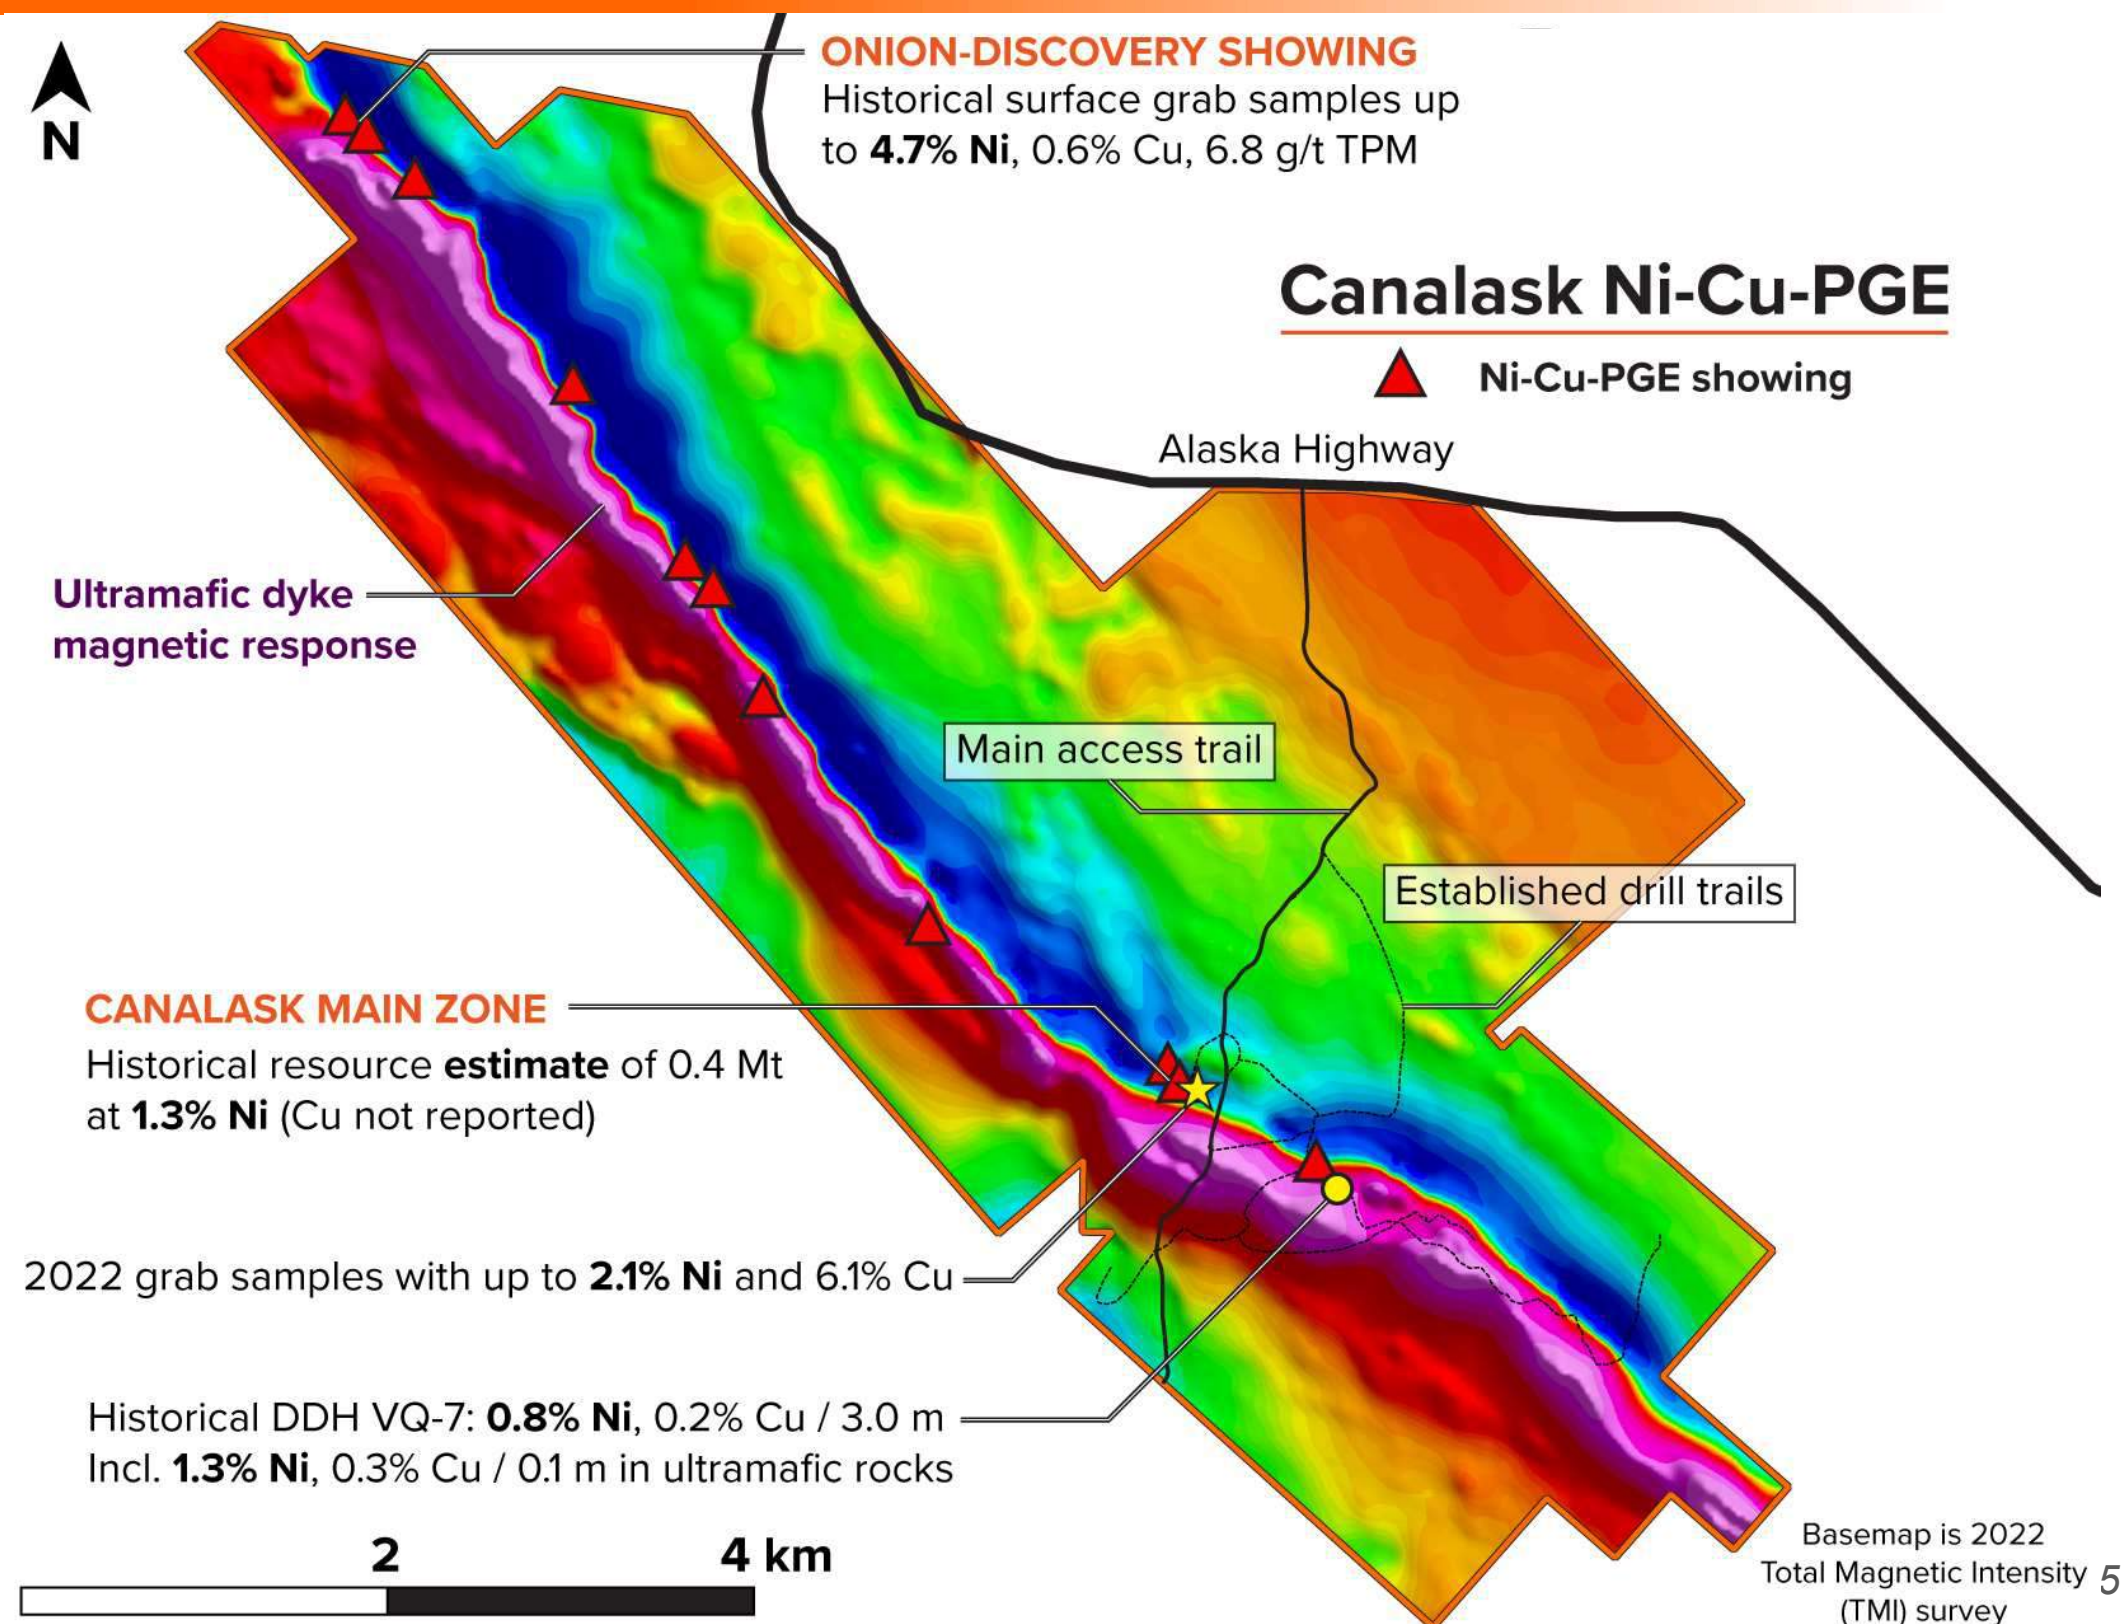 ONION-DISCOVERY SHOWING
Historical surface grab samples up
to 4.7% Ni, 0.6% Cu, 6.8 g/t TPM
N
Canalask Ni-Cu-PGE
Ni-Cu-PGE showing
Alaska Highway
Ultramafic dyke
magnetic response
Main access trail
Established drill trails
CANALASK MAIN ZONE
Historical resource estimate of 0.4 Mt
at 1.3% Ni (Cu not reported)
2022 grab samples with up to 2.1% Ni and 6.1% Cu
Historical DDH VQ-7: 0.8% Ni, 0.2% Cu / 3.0 m
Incl. 1.3% Ni, 0.3% Cu / 0.1 m in ultramafic rocks
2 4 km
Basemap is 2022
Total Magnetic Intensity
(TMI) survey
5